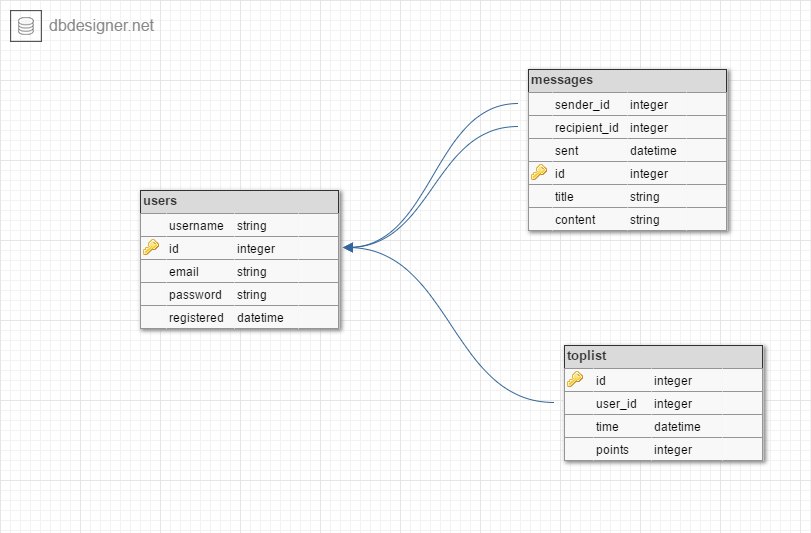 dbdesigner.net
messages
sender_id integer
recipient_id integer
sent datetime
id integer
title string
content string
users
username string
id integer
email string
password string
registered datetime
toplist
id integer
user_id integer
time datetime
points integer